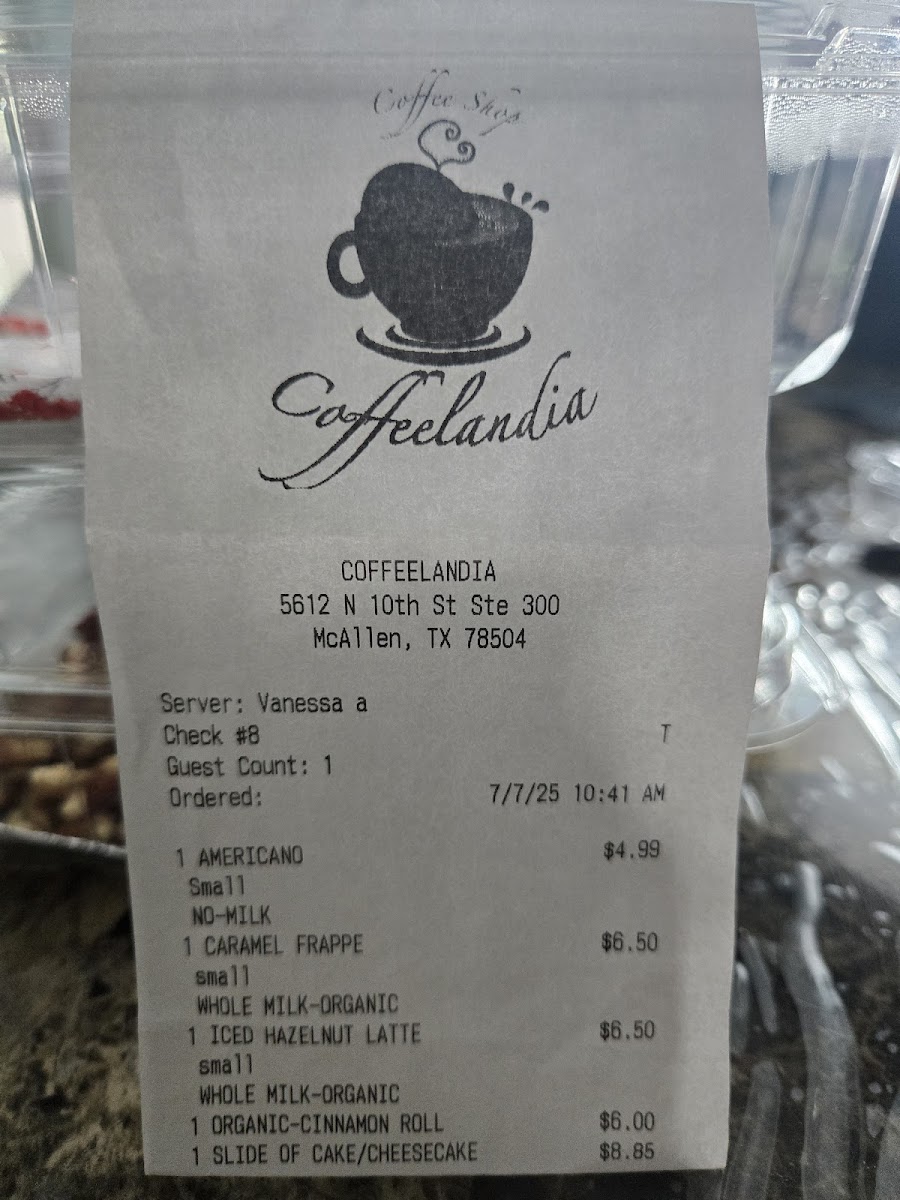 Coffee Shop
Coffeelandia
COFFEELANDIA
5612 N 10th St Ste 300
McAllen, TX 78504
Server: Vanessa a
Check #8 T
Guest Count: 1
Ordered: 7/7/25 10:41 AM
1 AMERICANO $4.99
Small
NO-MILK
1 CARAMEL FRAPPE $6.50
small
WHOLE MILK-ORGANIC
1 ICED HAZELNUT LATTE $6.50
small
WHOLE MILK-ORGANIC
1 ORGANIC-CINNAMON ROLL $6.00
1 SLIDE OF CAKE/CHEESECAKE $8.85